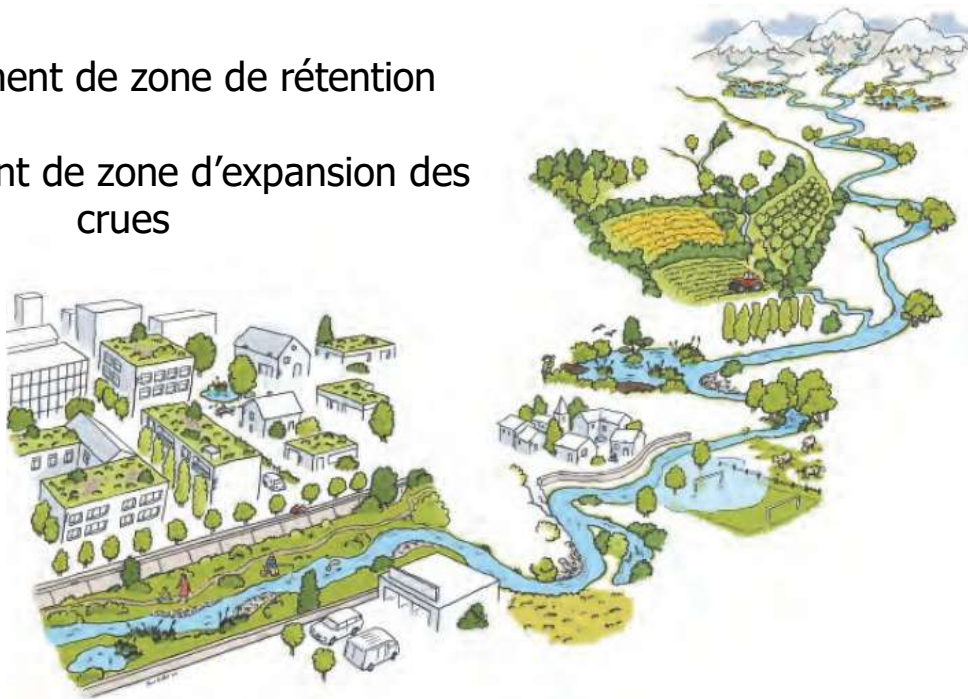 ment de zone de rétention
nt de zone d’expansion des
crues